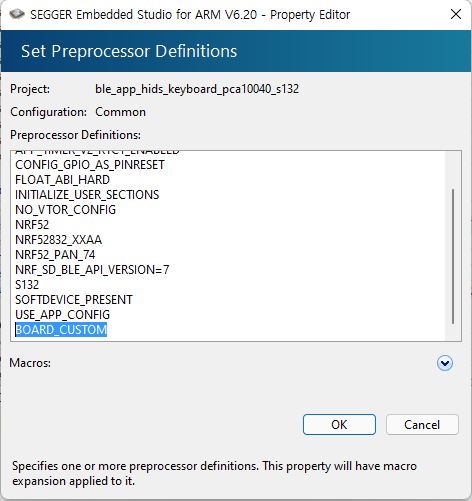 SEGGER Embedded Studio for ARM V6.20 - Property Editor
Set Preprocessor Definitions
Project: ble_app_hids_keyboard_pca10040_s132
Configuration: Common
Preprocessor Definitions:
APP_TIMER_V2_RTC1_ENABLED
CONFIG_GPIO_AS_PINRESET
FLOAT_ABI_HARD
INITIALIZE_USER_SECTIONS
NO_VTOR_CONFIG
NRF52
NRF52832_XXAA
NRF52_PAN_74
NRF_SD_BLE_API_VERSION=7
S132
SOFTDEVICE_PRESENT
USE_APP_CONFIG
BOARD_CUSTOM
Macros:
OK Cancel
Specifies one or more preprocessor definitions. This property will have macro
expansion applied to it.